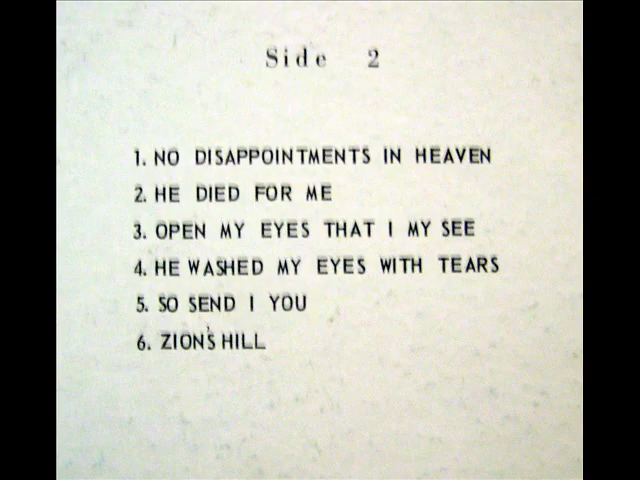 Side 2
1. NO DISAPPOINTMENTS IN HEAVEN
2. HE DIED FOR ME
3. OPEN MY EYES THAT I MY SEE
4. HE WASHED MY EYES WITH TEARS
5. SO SEND I YOU
6. ZION'S HILL